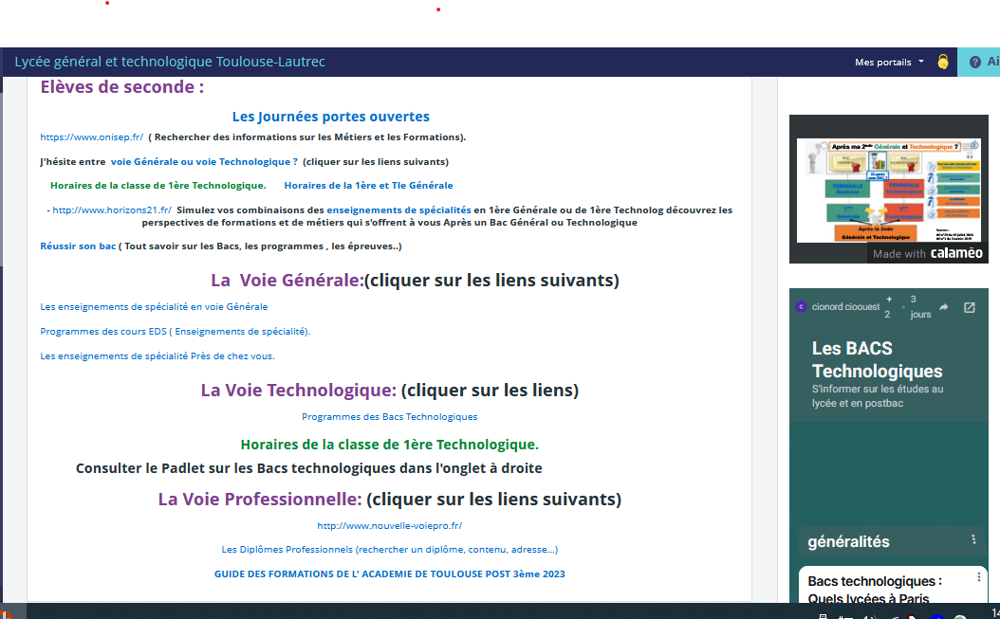 Lycée général et technologique Toulouse-Lautrec
Mes portails
Ai
Elèves de seconde :
Les Journées portes ouvertes
https://www.onisep.fr/ ( Rechercher des informations sur les Métiers et les Formations).
J'hésite entre voie Générale ou voie Technologique ? (cliquer sur les liens suivants)
Horaires de la classe de 1ère Technologique. Horaires de la 1ère et Tle Générale
- http://www.horizons21.fr/ Simulez vos combinaisons des enseignements de spécialités en 1ère Générale ou de 1ère Technolog découvrez les
perspectives de formations et de métiers qui s'offrent à vous Après un Bac Général ou Technologique
Réussir son bac ( Tout savoir sur les Bacs, les programmes , les épreuves..)
La Voie Générale:(cliquer sur les liens suivants)
Les enseignements de spécialité en voie Générale
Programmes des cours EDS ( Enseignements de spécialité).
Les enseignements de spécialité Près de chez vous.
La Voie Technologique: (cliquer sur les liens)
Programmes des Bacs Technologiques
Horaires de la classe de 1ère Technologique.
Consulter le Padlet sur les Bacs technologiques dans l'onglet à droite
La Voie Professionnelle: (cliquer sur les liens suivants)
http://www.nouvelle-voiepro.fr/
Les Diplômes Professionnels (rechercher un diplôme, contenu, adresse...)
GUIDE DES FORMATIONS DE L' ACADEMIE DE TOULOUSE POST 3ème 2023
Après ma 2nde Générale et Technologique ?
TERMINALE
Générale
TERMINALE
Technologique
Après la 2nde
Générale et Technologique
Made with calaméo
c cionord cioouest + 2 - 3 jours
Les BACS
Technologiques
S'informer sur les études au
lycée et en postbac
généralités
Bacs technologiques :
Quels lycées à Paris